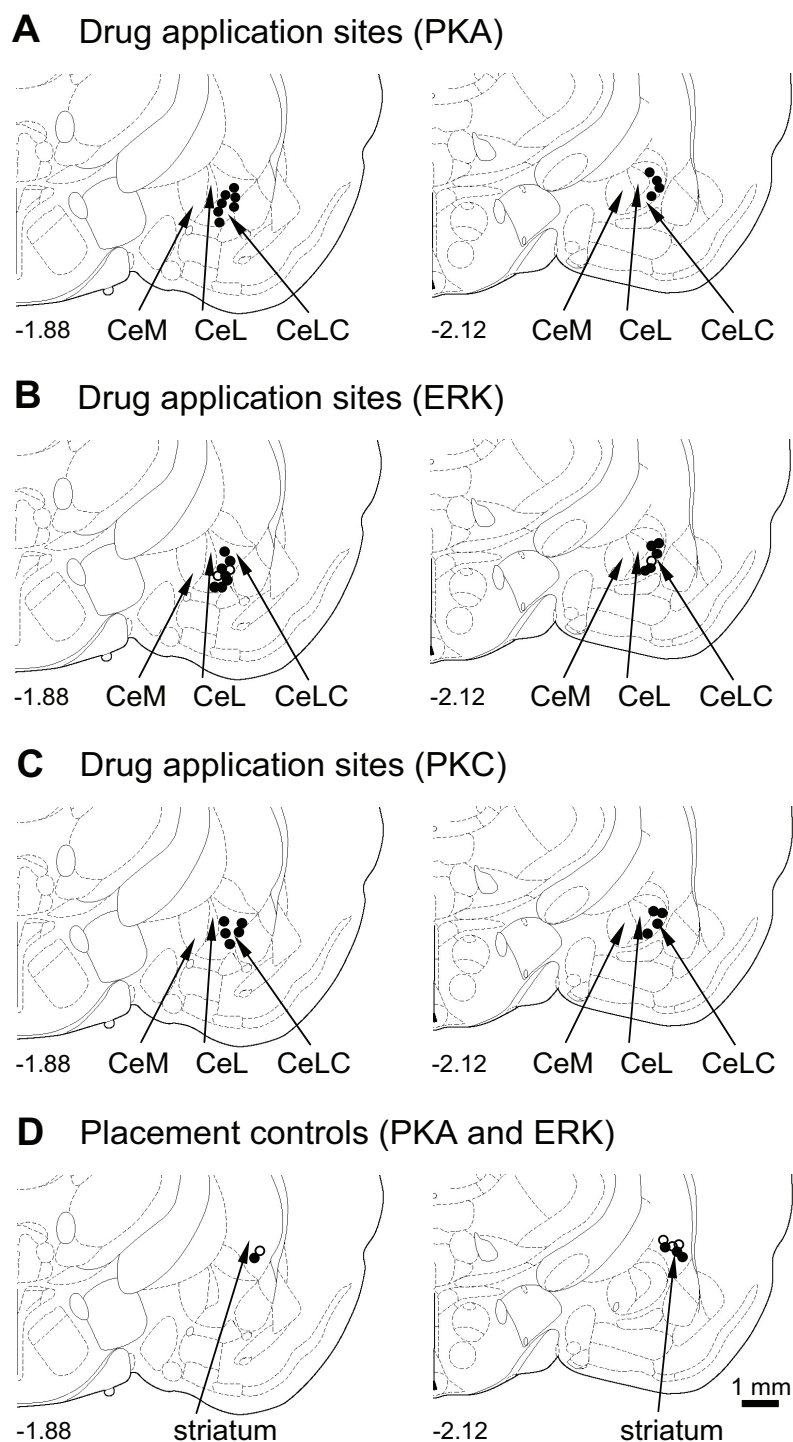 A Drug application sites (PKA)
-1.88 CeM CeL CeLC -2.12 CeM CeL CeLC
B Drug application sites (ERK)
-1.88 CeM CeL CeLC -2.12 CeM CeL CeLC
C Drug application sites (PKC)
-1.88 CeM CeL CeLC -2.12 CeM CeL CeLC
D Placement controls (PKA and ERK)
1 mm
-1.88 striatum -2.12 striatum